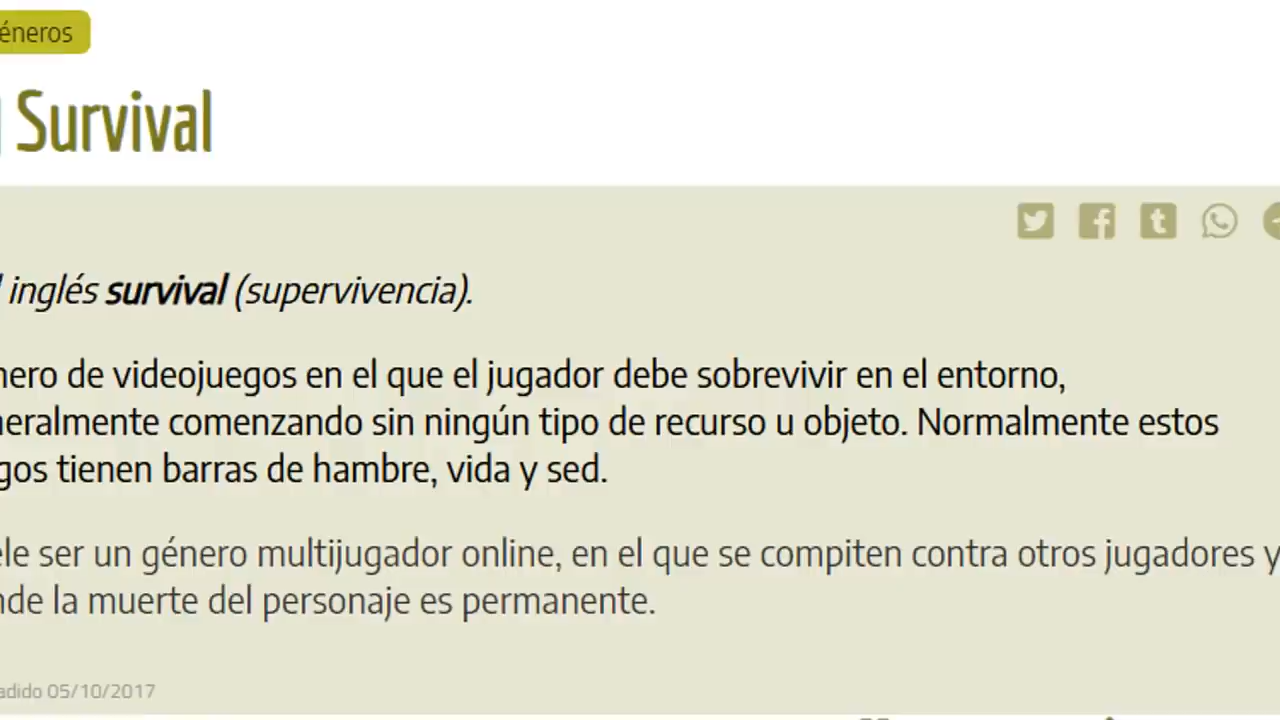 éneros
Survival
inglés survival (supervivencia).
nero de videojuegos en el que el jugador debe sobrevivir en el entorno,
neralmente comenzando sin ningún tipo de recurso u objeto. Normalmente estos
gos tienen barras de hambre, vida y sed.
ele ser un género multijugador online, en el que se compiten contra otros jugadores y
nde la muerte del personaje es permanente.
adido 05/10/2017